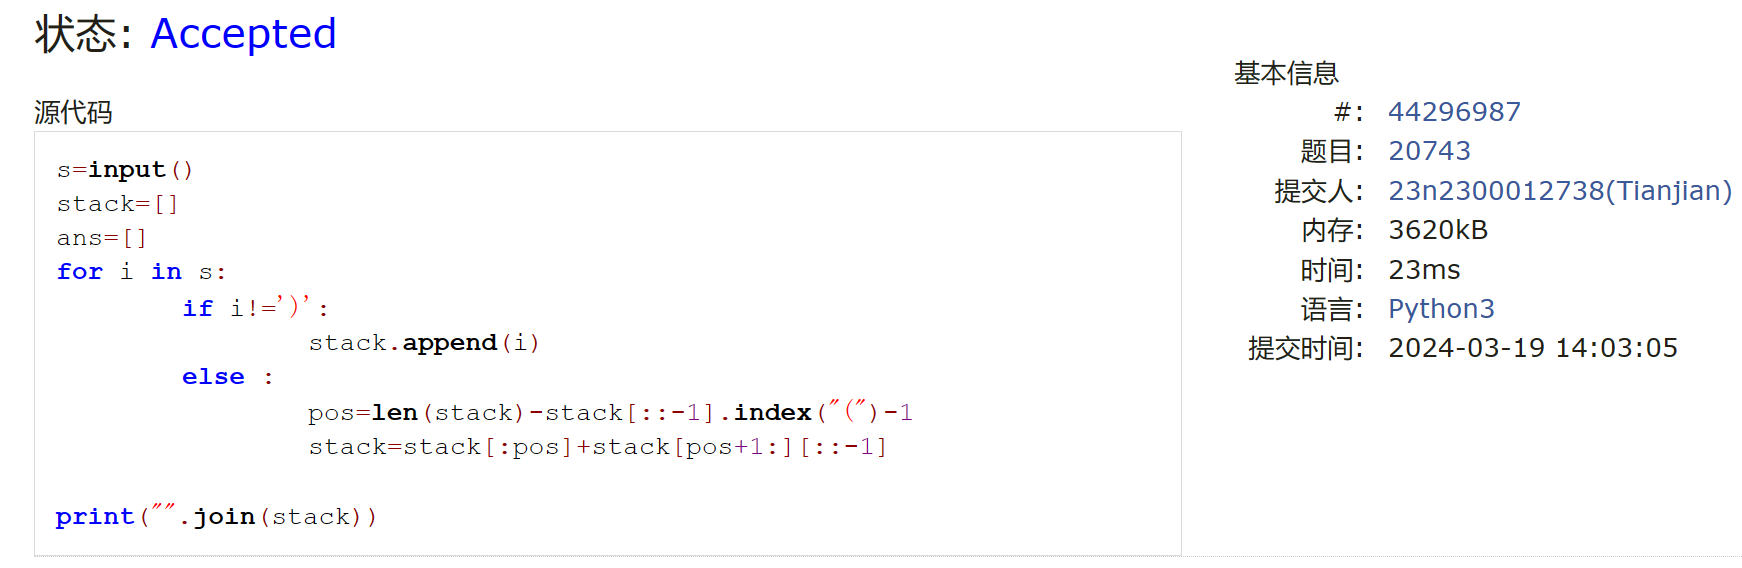 状态: Accepted
源代码
s=input()
stack=[]
ans=[]
for i in s:
        if i!=')':
                stack.append(i)
        else :
                pos=len(stack)-stack[::-1].index("(")-1
                stack=stack[:pos]+stack[pos+1:][::-1]
print("".join(stack))
基本信息
#: 44296987
题目: 20743
提交人: 23n2300012738(Tianjian)
内存: 3620kB
时间: 23ms
语言: Python3
提交时间: 2024-03-19 14:03:05